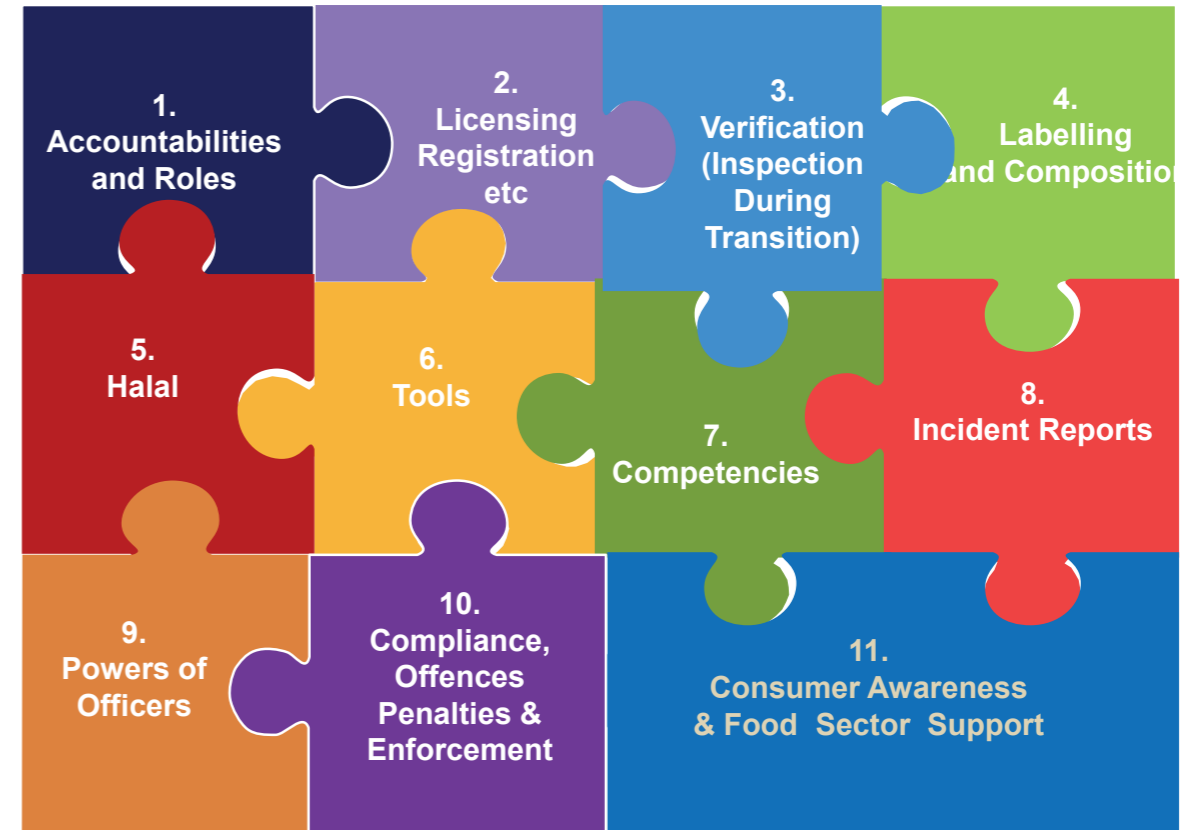 1.
Accountabilities
and Roles
2.
Licensing
Registration
etc
3.
Verification
(Inspection
During
Transition)
4.
Labelling
and Composition
5.
Halal
6.
Tools
7.
Competencies
8.
Incident Reports
9.
Powers of
Officers
10.
Compliance,
Offences
Penalties &
Enforcement
11.
Consumer Awareness
& Food Sector Support